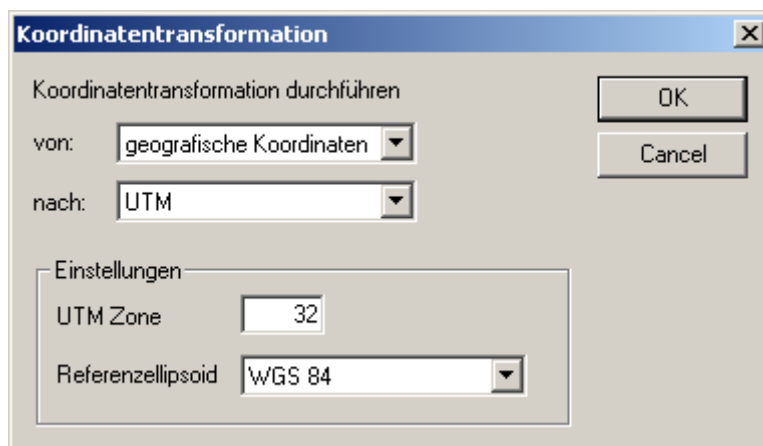 Koordinatentransformation
Koordinatentransformation durchführen
OK
von: geografische Koordinaten
Cancel
nach: UTM
Einstellungen
UTM Zone 32
Referenzellipsoid WGS 84